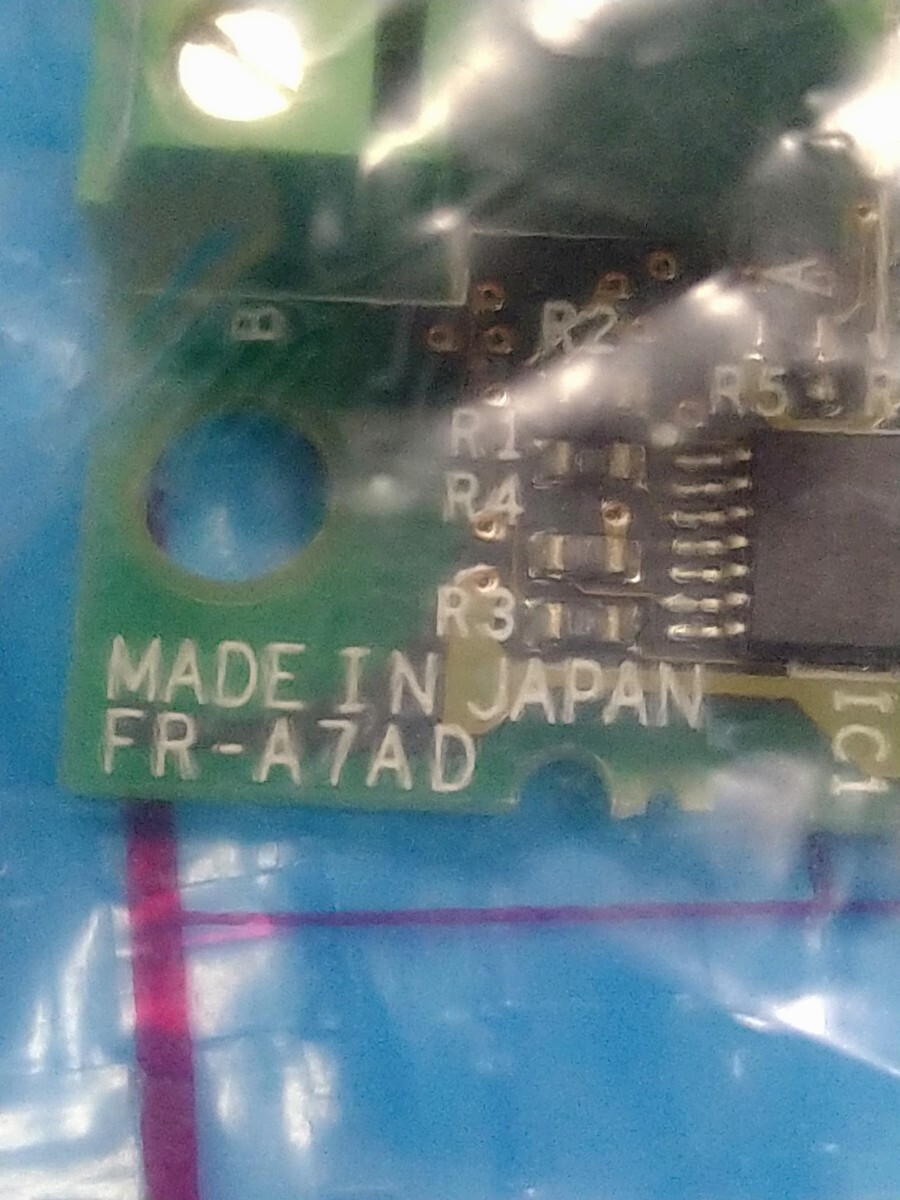 A
B
R2
R5
R1
R4
R3
MADE IN JAPAN
FR-A7AD
IC1